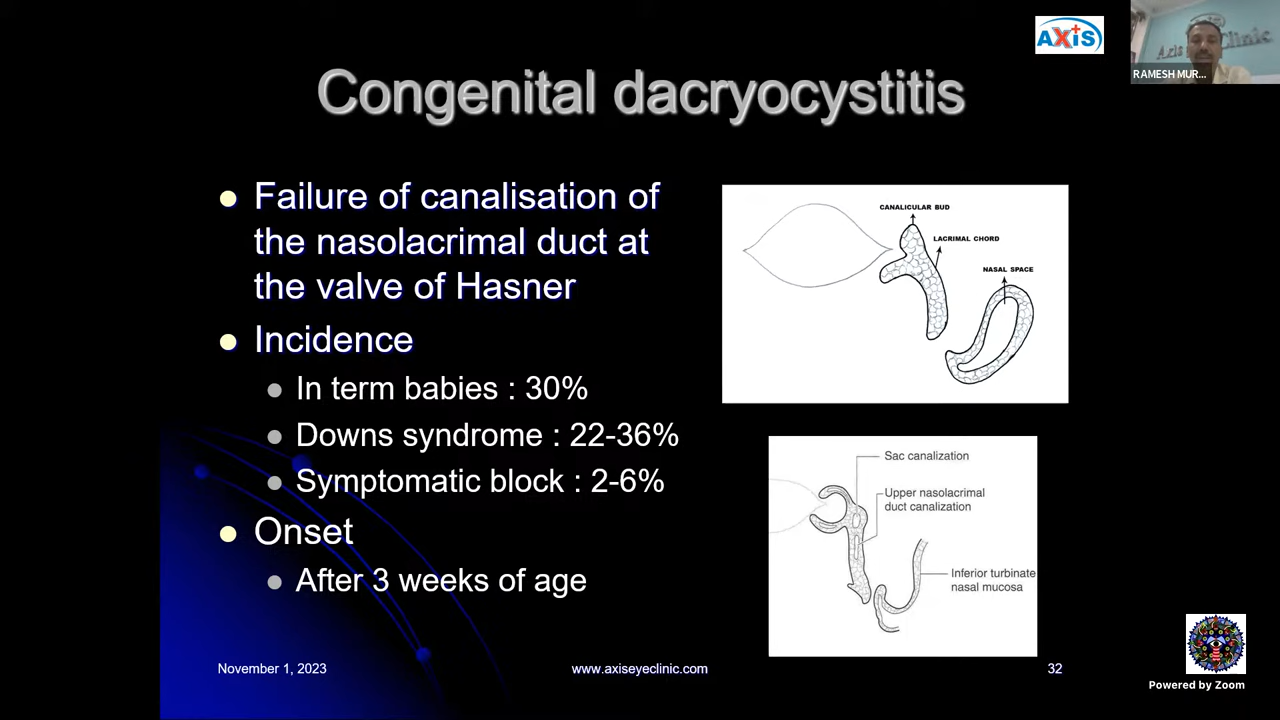 AXiS
Axis Eye Clinic
RAMESH MUR...
Congenital dacryocystitis
Failure of canalisation of
the nasolacrimal duct at
the valve of Hasner
Incidence
In term babies : 30%
Downs syndrome : 22-36%
Symptomatic block : 2-6%
Onset
After 3 weeks of age
CANALICULAR BUD
LACRIMAL CHORD
NASAL SPACE
Sac canalization
Upper nasolacrimal
duct canalization
Inferior turbinate
nasal mucosa
November 1, 2023
www.axiseyeclinic.com
32
Powered by Zoom